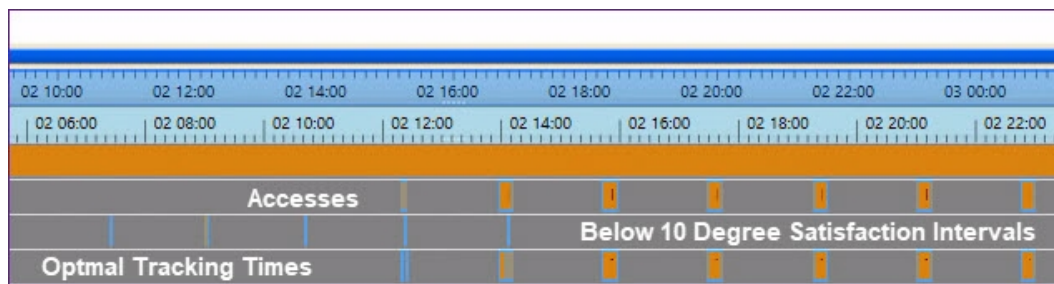 02 10:00 02 12:00 02 14:00 02 16:00 02 18:00 02 20:00 02 22:00 03 00:00
02 06:00 02 08:00 02 10:00 02 12:00 02 14:00 02 16:00 02 18:00 02 20:00 02 22:00
Accesses
Below 10 Degree Satisfaction Intervals
Optmal Tracking Times